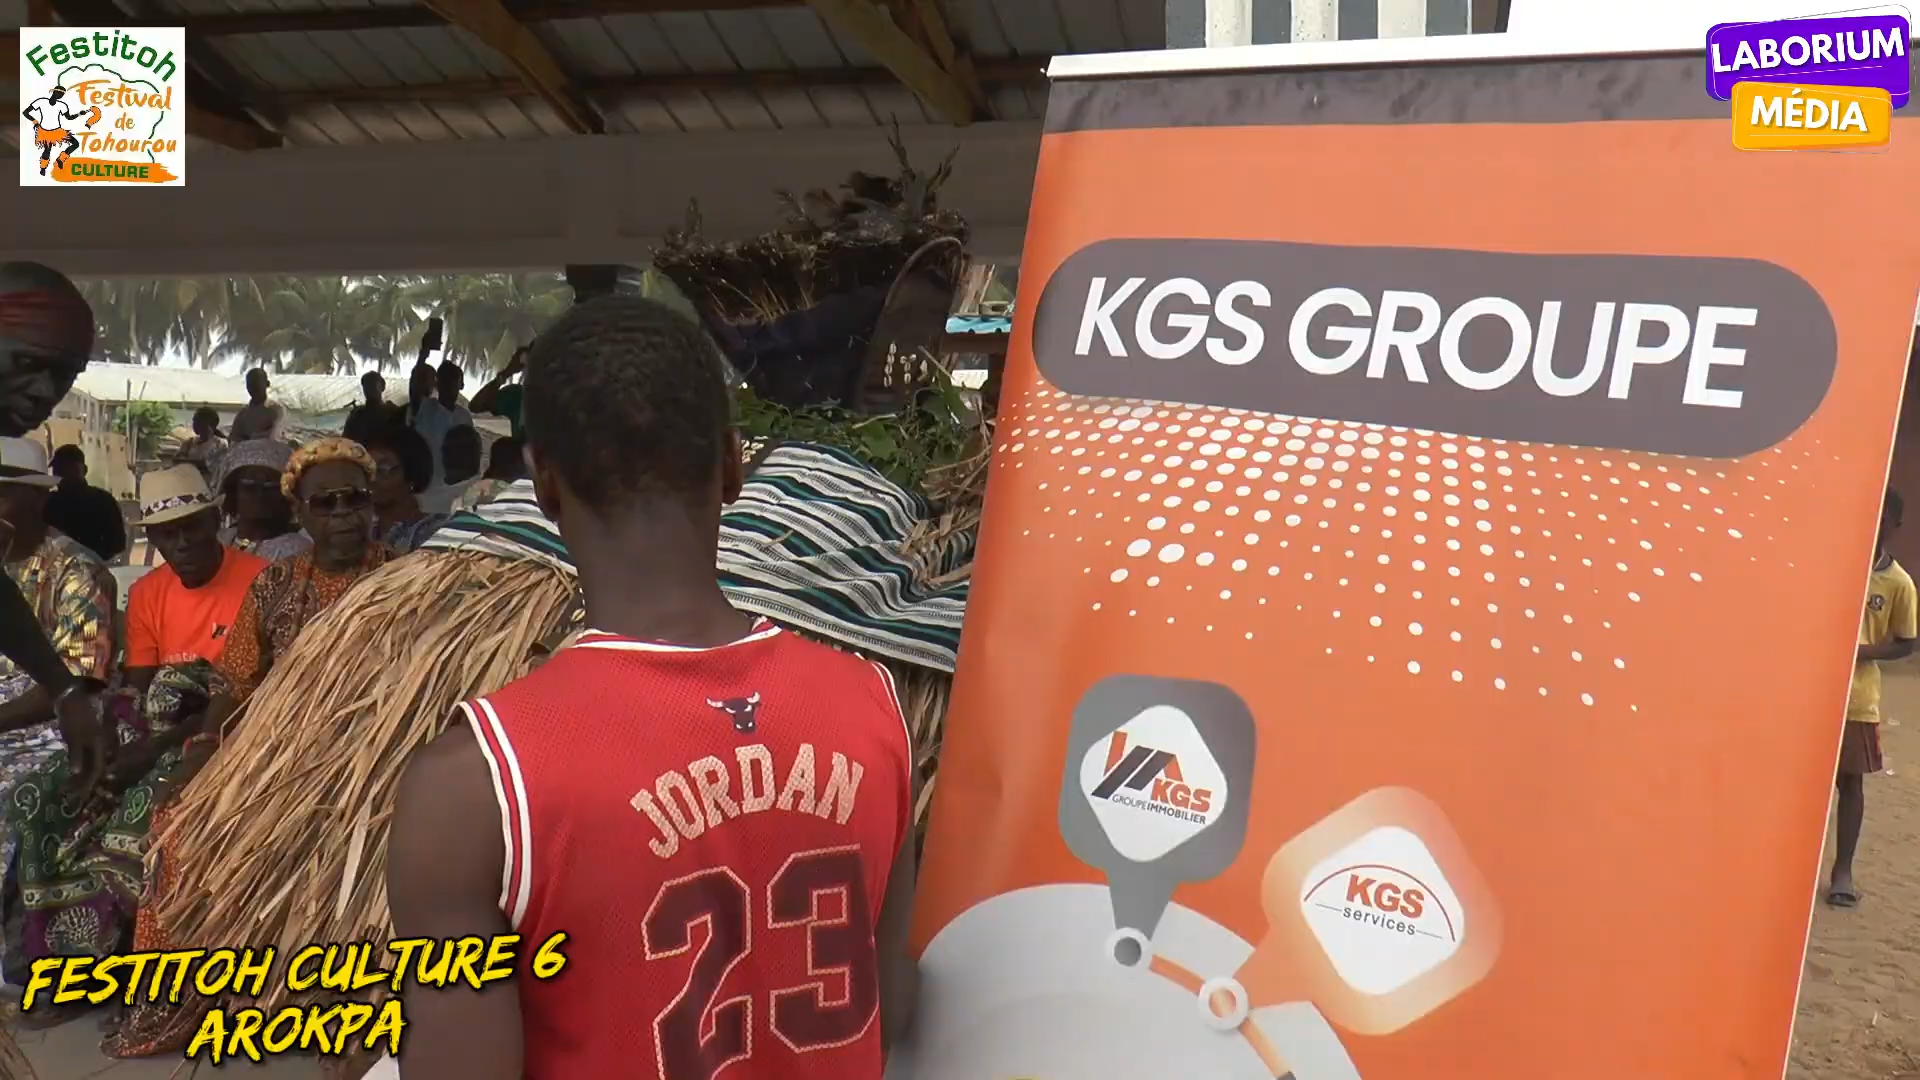 Festitoh
Festival
de
Tohourou
CULTURE
LABORIUM
MÉDIA
KGS GROUPE
KGS
GROUPE IMMOBILIER
KGS
services
JORDAN
23
FESTITOH CULTURE 6
AROKPA